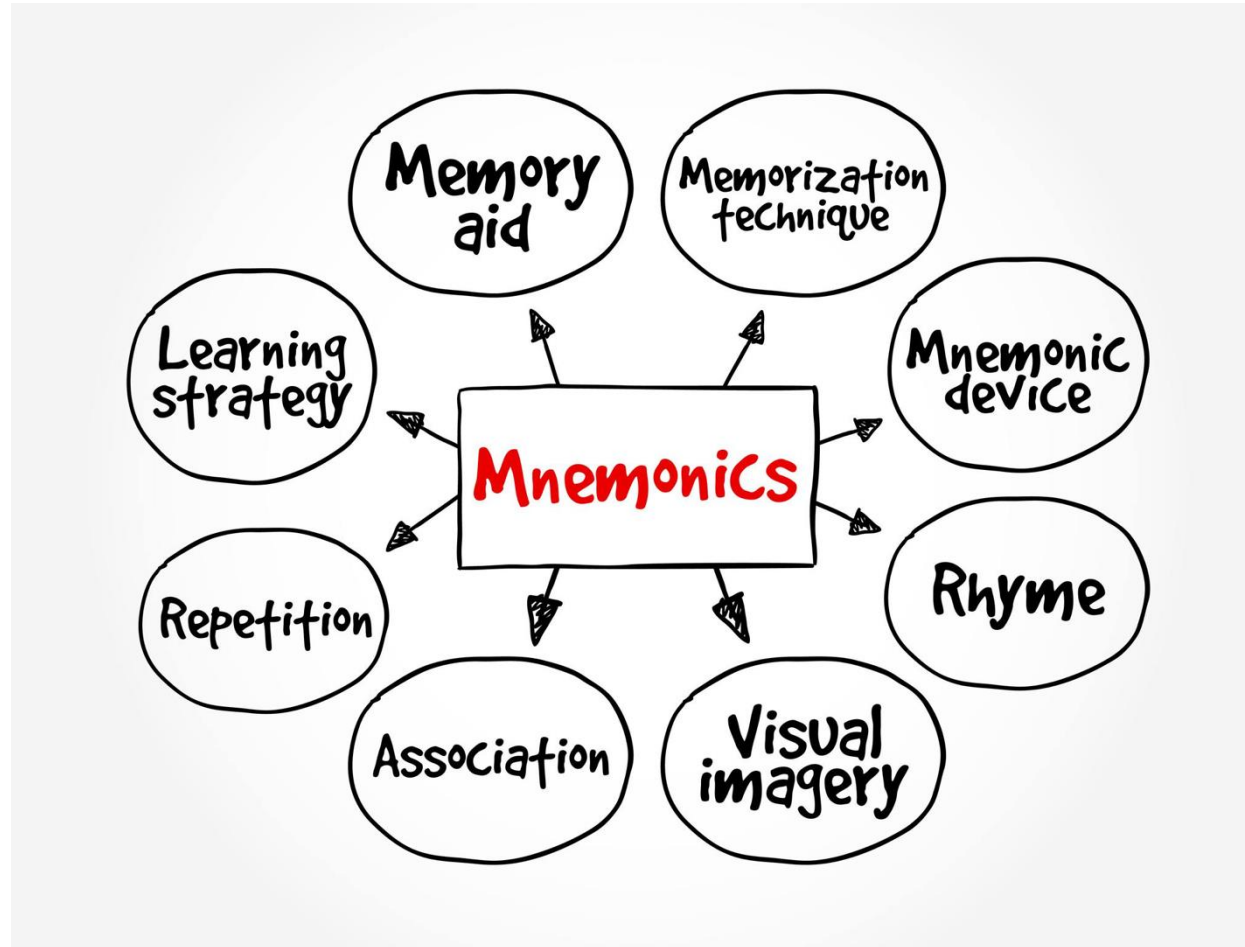 Memory
aid
Memorization
technique
Learning
strategy
Mnemonic
device
Mnemonics
Repetition
Rhyme
Association
Visual
imagery